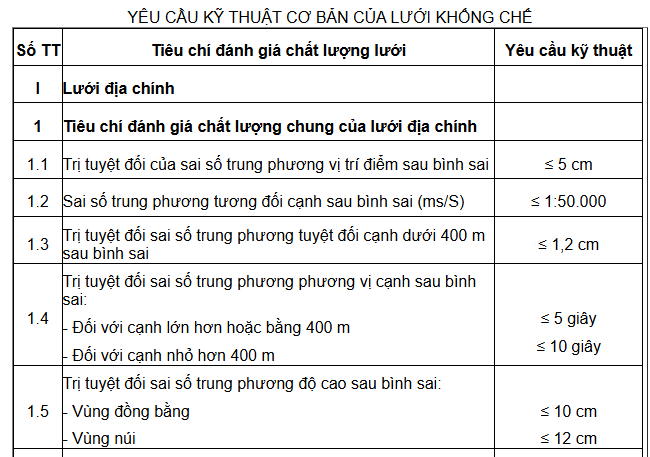 YÊU CẦU KỸ THUẬT CƠ BẢN CỦA LƯỚI KHỐNG CHẾ
Số TT Tiêu chí đánh giá chất lượng lưới Yêu cầu kỹ thuật
I Lưới địa chính
1 Tiêu chí đánh giá chất lượng chung của lưới địa chính
1.1 Trị tuyệt đối của sai số trung phương vị trí điểm sau bình sai ≤ 5 cm
1.2 Sai số trung phương tương đối cạnh sau bình sai (ms/S) ≤ 1:50.000
1.3 Trị tuyệt đối sai số trung phương tuyệt đối cạnh dưới 400 m
sau bình sai ≤ 1,2 cm
1.4 Trị tuyệt đối sai số trung phương phương vị cạnh sau bình
sai:
- Đối với cạnh lớn hơn hoặc bằng 400 m ≤ 5 giây
- Đối với cạnh nhỏ hơn 400 m ≤ 10 giây
1.5 Trị tuyệt đối sai số trung phương độ cao sau bình sai:
- Vùng đồng bằng ≤ 10 cm
- Vùng núi ≤ 12 cm